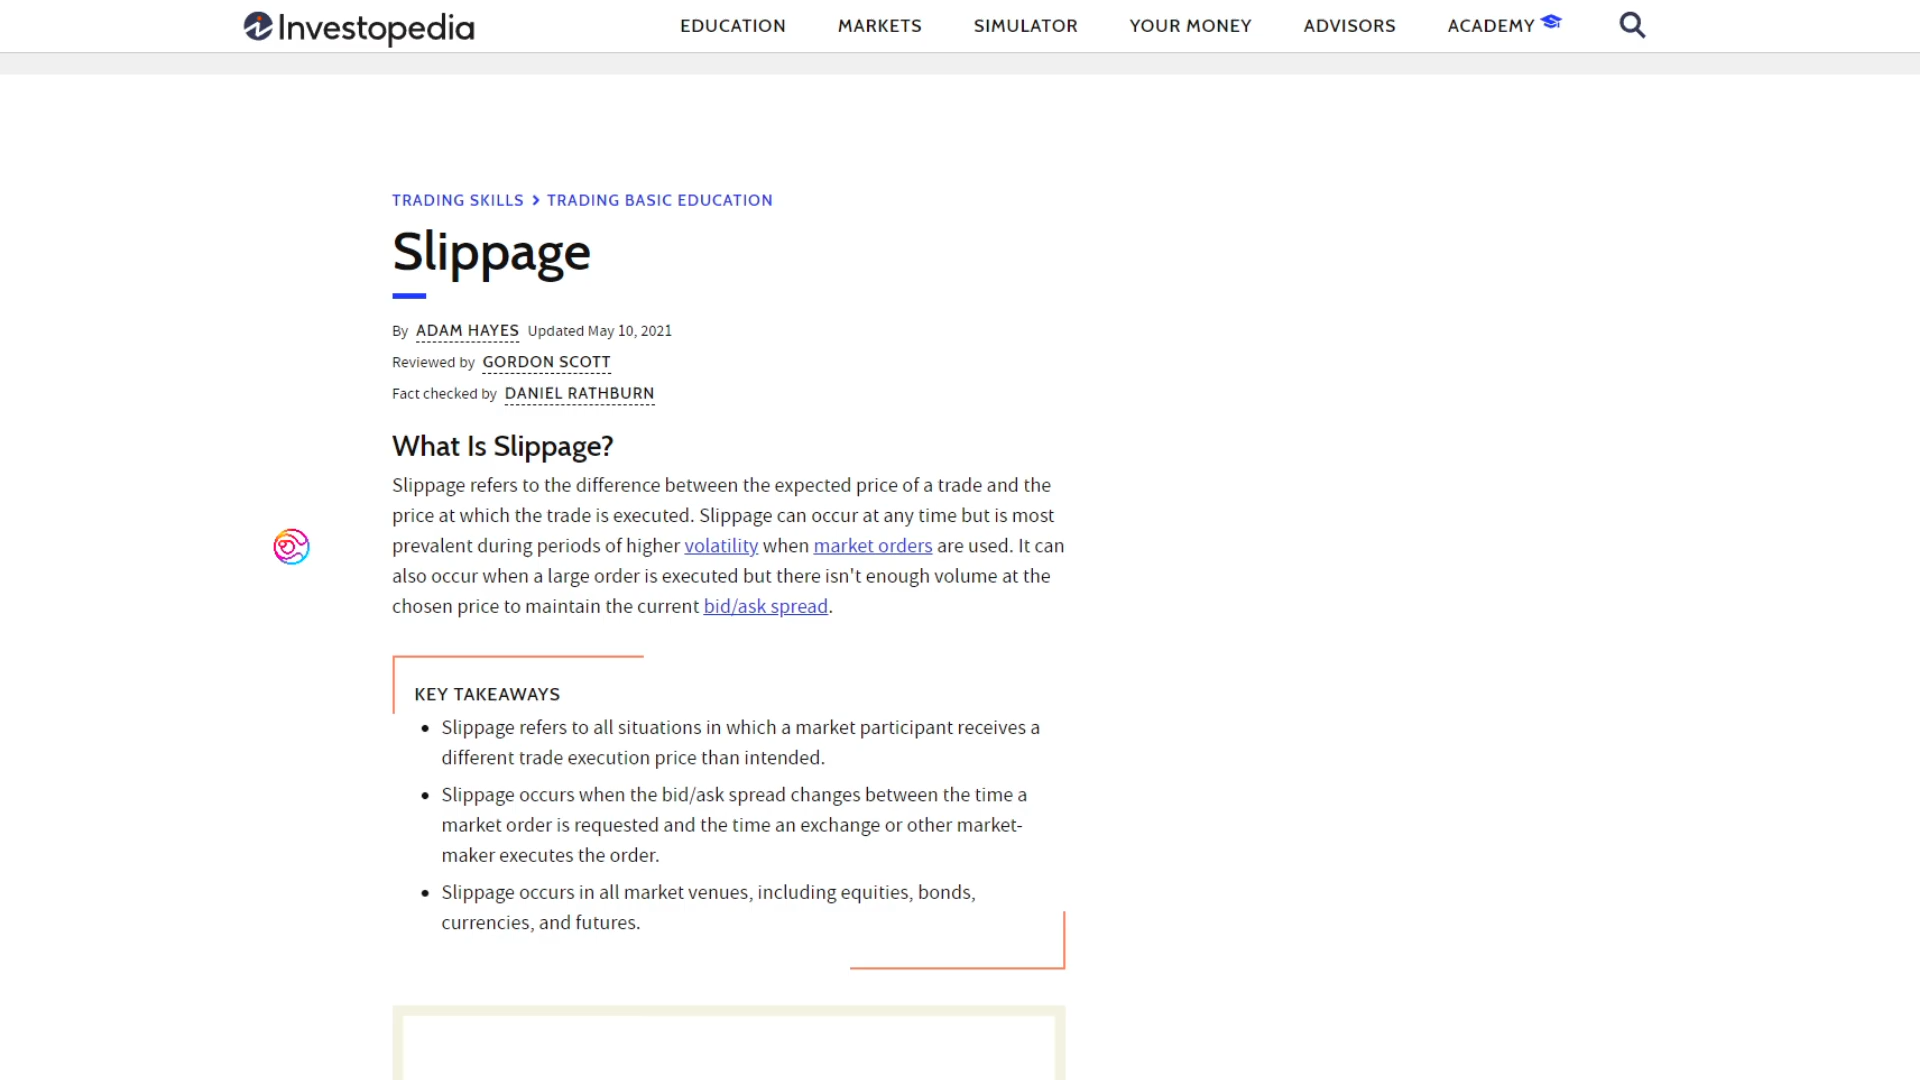 Investopedia
EDUCATION MARKETS SIMULATOR YOUR MONEY ADVISORS ACADEMY
TRADING SKILLS > TRADING BASIC EDUCATION
Slippage
By ADAM HAYES Updated May 10, 2021
Reviewed by GORDON SCOTT
Fact checked by DANIEL RATHBURN
What Is Slippage?
Slippage refers to the difference between the expected price of a trade and the
price at which the trade is executed. Slippage can occur at any time but is most
prevalent during periods of higher volatility when market orders are used. It can
also occur when a large order is executed but there isn't enough volume at the
chosen price to maintain the current bid/ask spread.
KEY TAKEAWAYS
• Slippage refers to all situations in which a market participant receives a
different trade execution price than intended.
• Slippage occurs when the bid/ask spread changes between the time a
market order is requested and the time an exchange or other market-
maker executes the order.
• Slippage occurs in all market venues, including equities, bonds,
currencies, and futures.